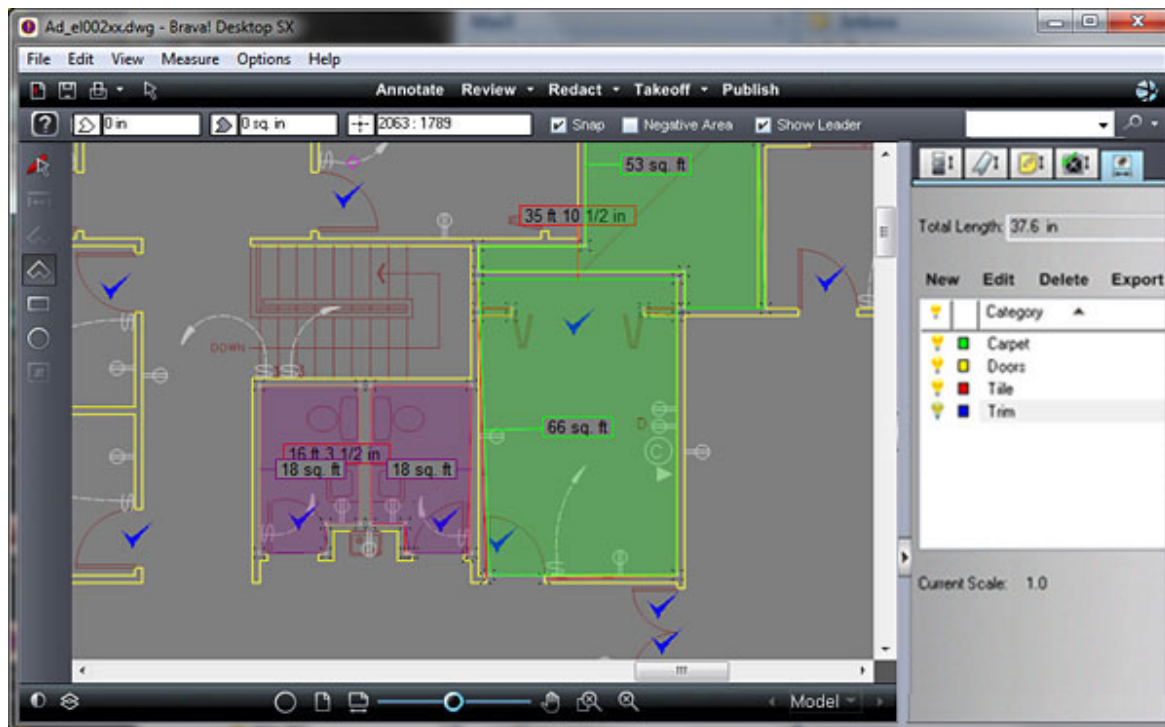 Ad_el002xx.dwg - Brava! Desktop SX
File Edit View Measure Options Help
Annotate Review Redact Takeoff Publish
? 0 in 0 sq. in 2063 : 1789 Snap Negative Area Show Leader
53 sq. ft
35 ft 10 1/2 in
DOWN
66 sq. ft
D
C
16 ft 3 1/2 in
18 sq. ft 18 sq. ft
Total Length: 37.6 in
New Edit Delete Export
Category
Carpet
Doors
Tille
Trim
Current Scale: 1.0
Model